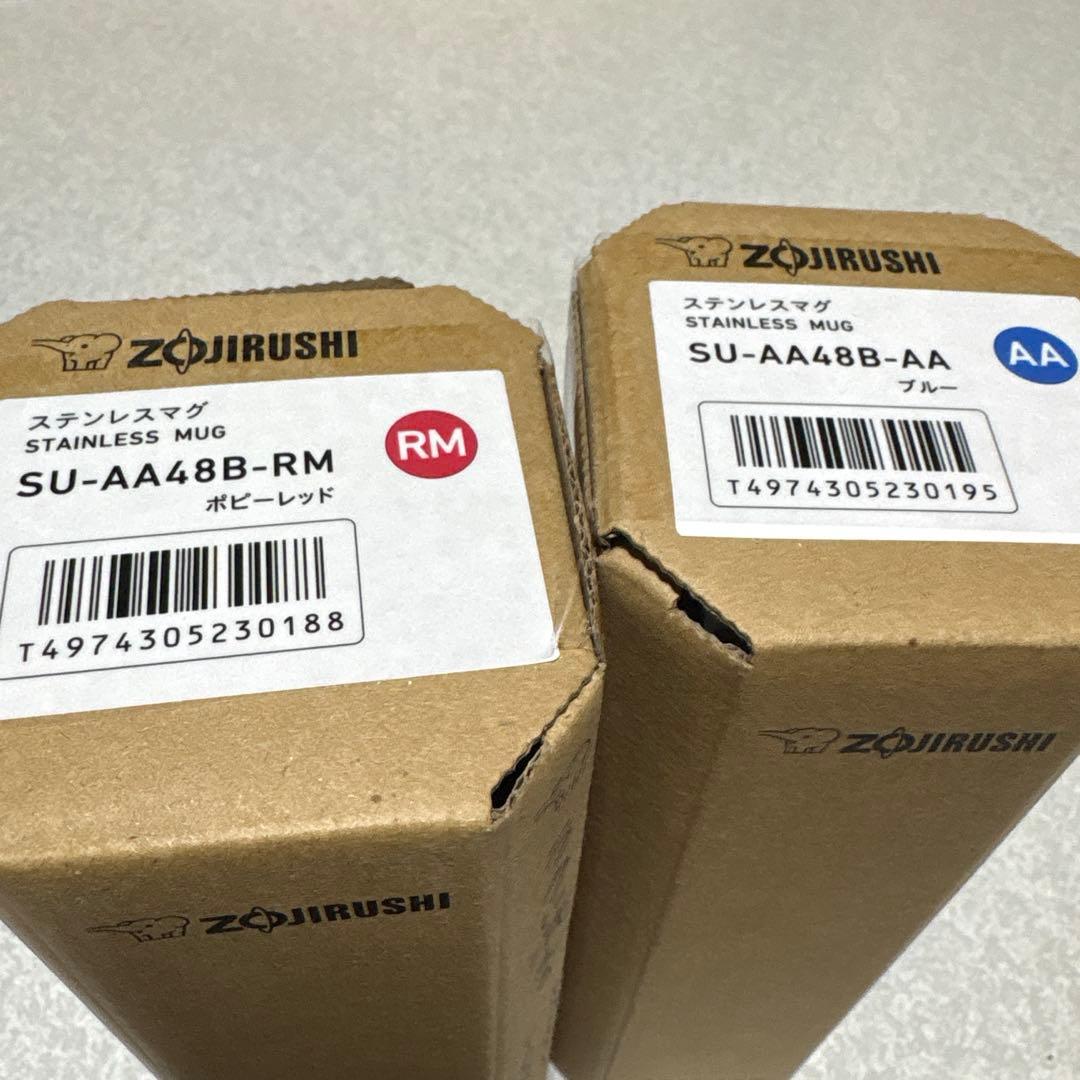 ZOJIRUSHI
ステンレスマグ
STAINLESS MUG
SU-AA48B-RM
ポピーレッド
RM
T4974305230188
ZOJIRUSHI
ZOJIRUSHI
ステンレスマグ
STAINLESS MUG
SU-AA48B-AA
ブルー
AA
T4974305230195
ZOJIRUSHI